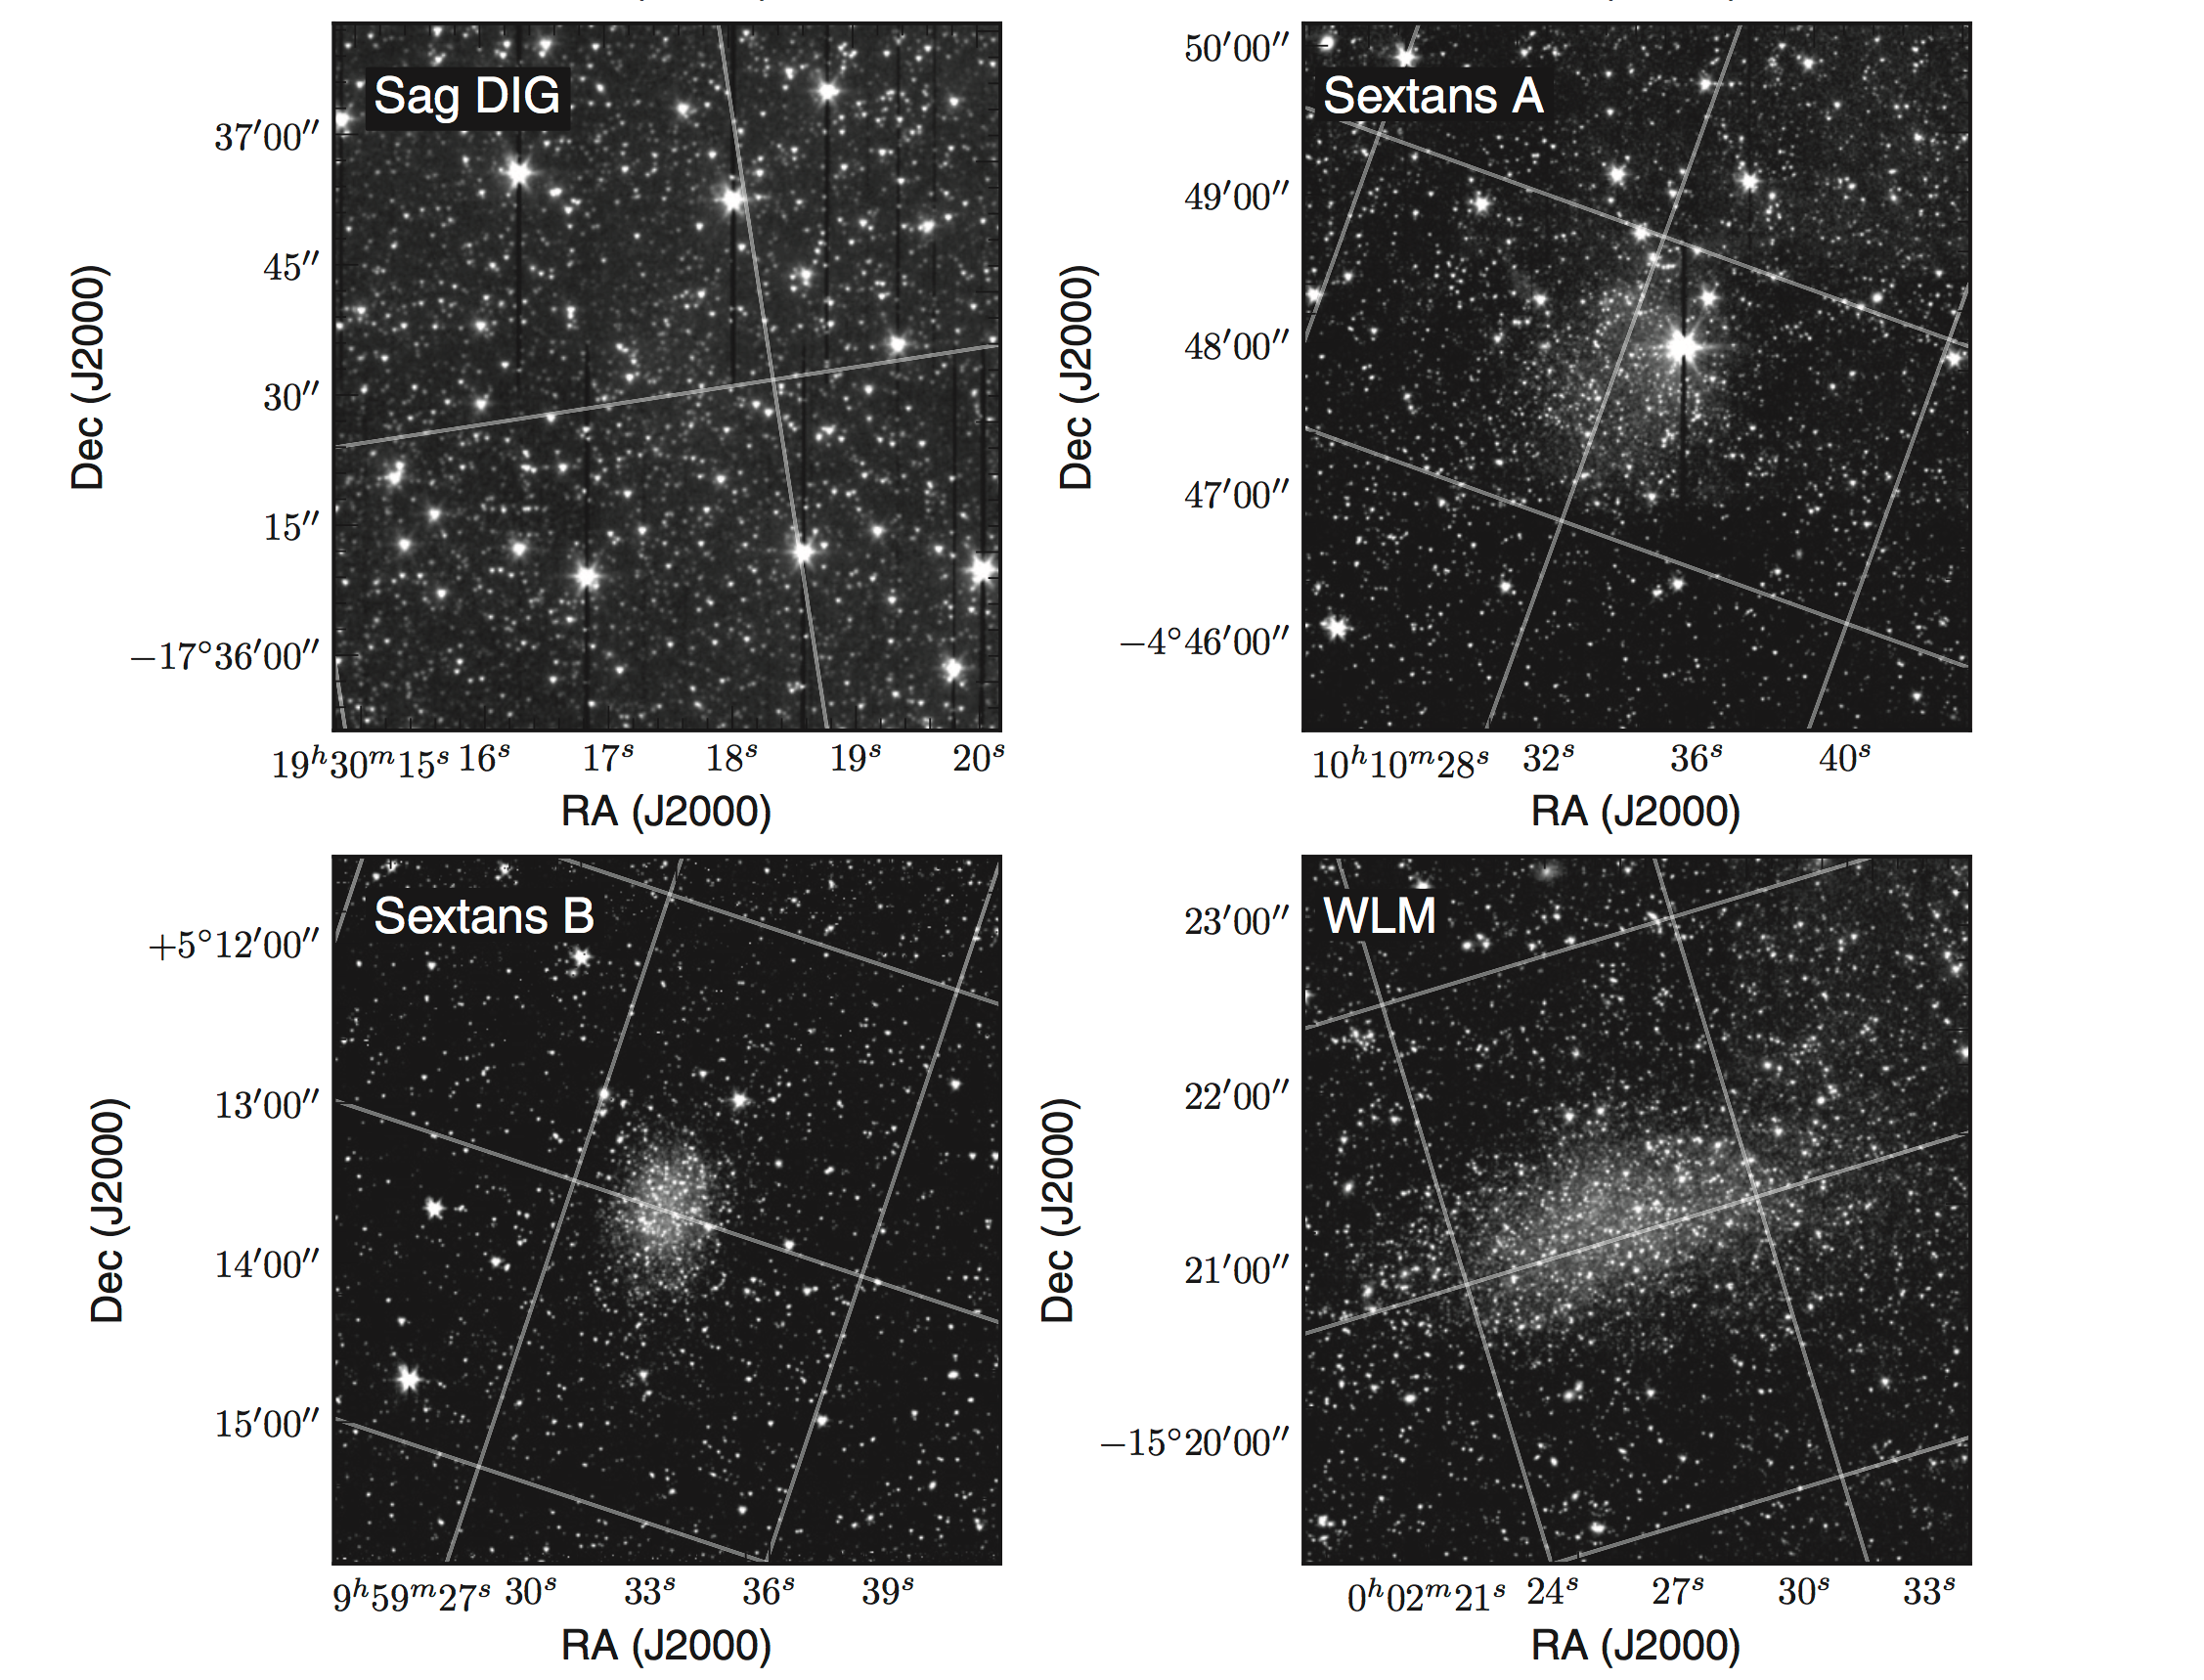 Sag DIG
37′00″
45″
30″
15″
−17°36′00″
Dec (J2000)
19ʰ30ᵐ15ˢ 16ˢ 17ˢ 18ˢ 19ˢ 20ˢ
RA (J2000)
Sextans A
50′00″
49′00″
48′00″
47′00″
−4°46′00″
Dec (J2000)
10ʰ10ᵐ28ˢ 32ˢ 36ˢ 40ˢ
RA (J2000)
Sextans B
+5°12′00″
13′00″
14′00″
15′00″
Dec (J2000)
9ʰ59ᵐ27ˢ 30ˢ 33ˢ 36ˢ 39ˢ
RA (J2000)
WLM
23′00″
22′00″
21′00″
−15°20′00″
Dec (J2000)
0ʰ02ᵐ21ˢ 24ˢ 27ˢ 30ˢ 33ˢ
RA (J2000)